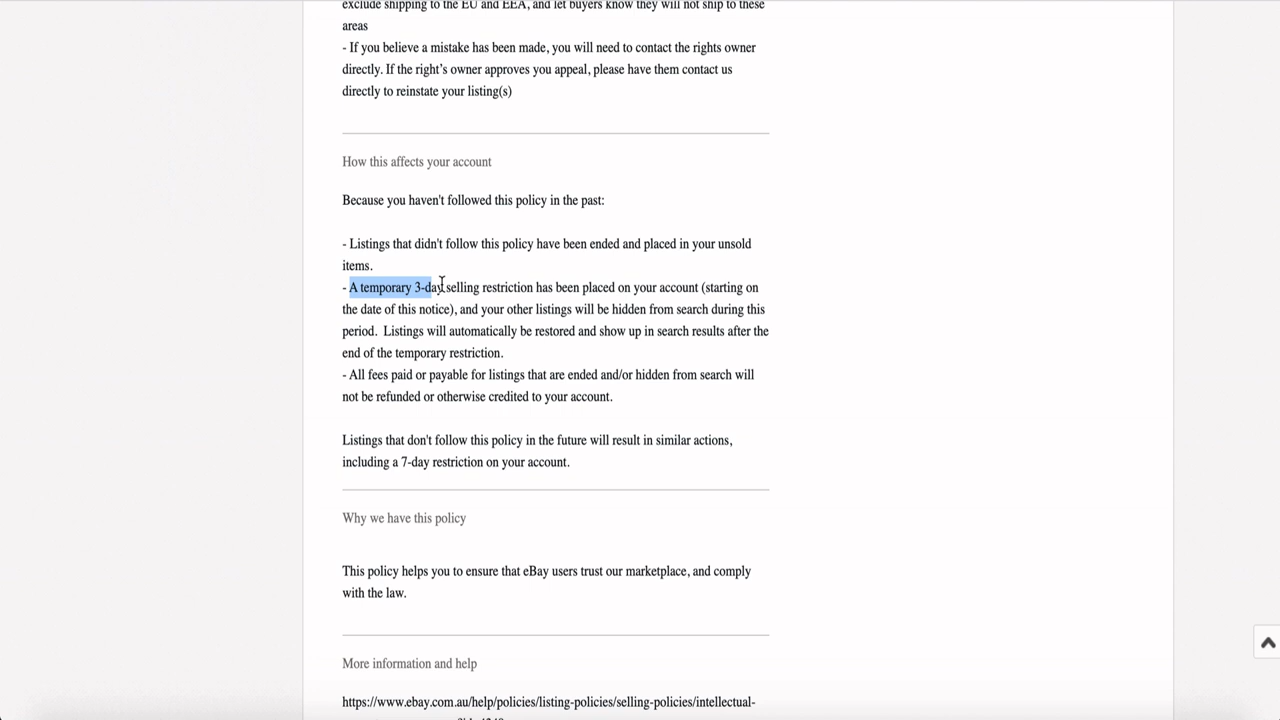 exclude shipping to the EU and EEA, and let buyers know they will not ship to these
areas
- If you believe a mistake has been made, you will need to contact the rights owner
directly. If the right's owner approves you appeal, please have them contact us
directly to reinstate your listing(s)
How this affects your account
Because you haven't followed this policy in the past:
- Listings that didn't follow this policy have been ended and placed in your unsold
items.
- A temporary 3-day selling restriction has been placed on your account (starting on
the date of this notice), and your other listings will be hidden from search during this
period.  Listings will automatically be restored and show up in search results after the
end of the temporary restriction.
- All fees paid or payable for listings that are ended and/or hidden from search will
not be refunded or otherwise credited to your account.
Listings that don't follow this policy in the future will result in similar actions,
including a 7-day restriction on your account.
Why we have this policy
This policy helps you to ensure that eBay users trust our marketplace, and comply
with the law.
More information and help
https://www.ebay.com.au/help/policies/listing-policies/selling-policies/intellectual-